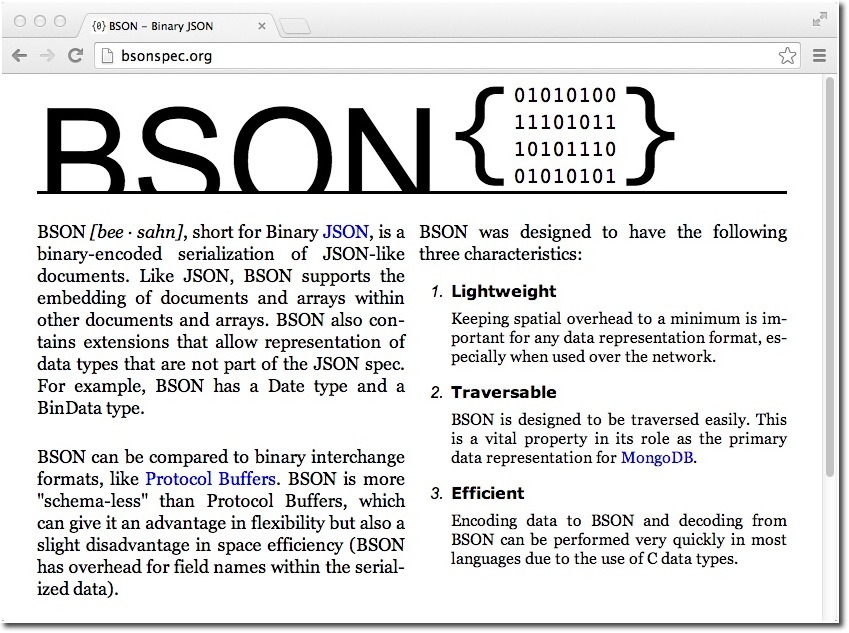 {0} BSON – Binary JSON
bsonspec.org
BSON
01010100
11101011
10101110
01010101
BSON [bee · sahn], short for Binary JSON, is a
binary-encoded serialization of JSON-like
documents. Like JSON, BSON supports the
embedding of documents and arrays within
other documents and arrays. BSON also con-
tains extensions that allow representation of
data types that are not part of the JSON spec.
For example, BSON has a Date type and a
BinData type.
BSON can be compared to binary interchange
formats, like Protocol Buffers. BSON is more
"schema-less" than Protocol Buffers, which
can give it an advantage in flexibility but also a
slight disadvantage in space efficiency (BSON
has overhead for field names within the serial-
ized data).
BSON was designed to have the following
three characteristics:
1. Lightweight
Keeping spatial overhead to a minimum is im-
portant for any data representation format, es-
pecially when used over the network.
2. Traversable
BSON is designed to be traversed easily. This
is a vital property in its role as the primary
data representation for MongoDB.
3. Efficient
Encoding data to BSON and decoding from
BSON can be performed very quickly in most
languages due to the use of C data types.